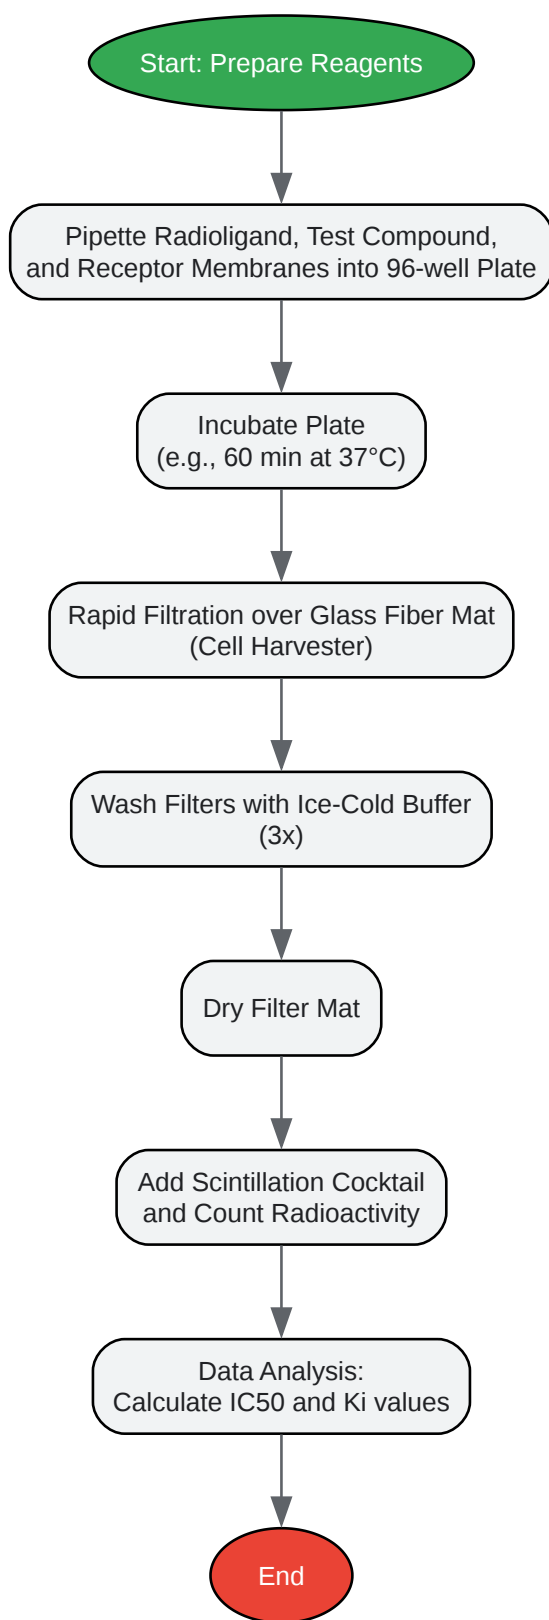 Start: Prepare Reagents
Pipette Radioligand, Test Compound,
and Receptor Membranes into 96-well Plate
Incubate Plate
(e.g., 60 min at 37°C)
Rapid Filtration over Glass Fiber Mat
(Cell Harvester)
Wash Filters with Ice-Cold Buffer
(3x)
Dry Filter Mat
Add Scintillation Cocktail
and Count Radioactivity
Data Analysis:
Calculate IC50 and Ki values
End